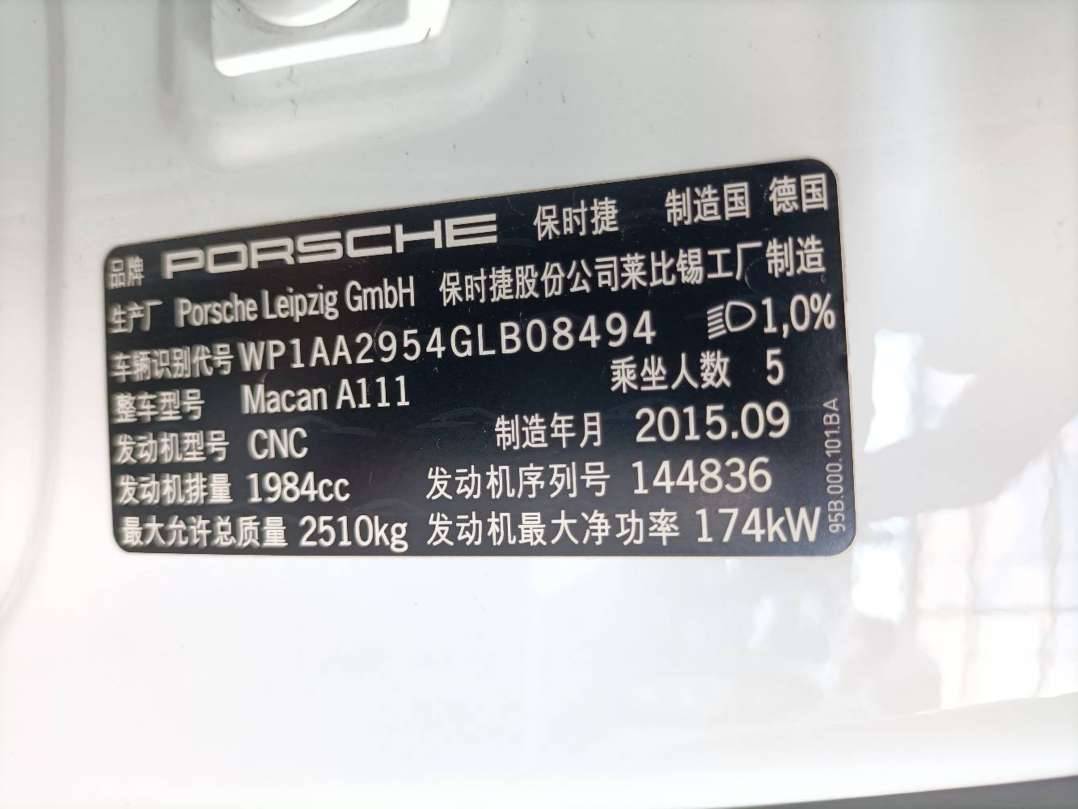 品牌 PORSCHE 保时捷 制造国 德国
生产厂 Porsche Leipzig GmbH 保时捷股份公司莱比锡工厂制造
车辆识别代号 WP1AA2954GLB08494 1,0%
整车型号 Macan A111 乘坐人数 5
发动机型号 CNC 制造年月 2015.09
发动机排量 1984cc 发动机序列号 144836
最大允许总质量 2510kg 发动机最大净功率 174kW
95B.000.101.BA